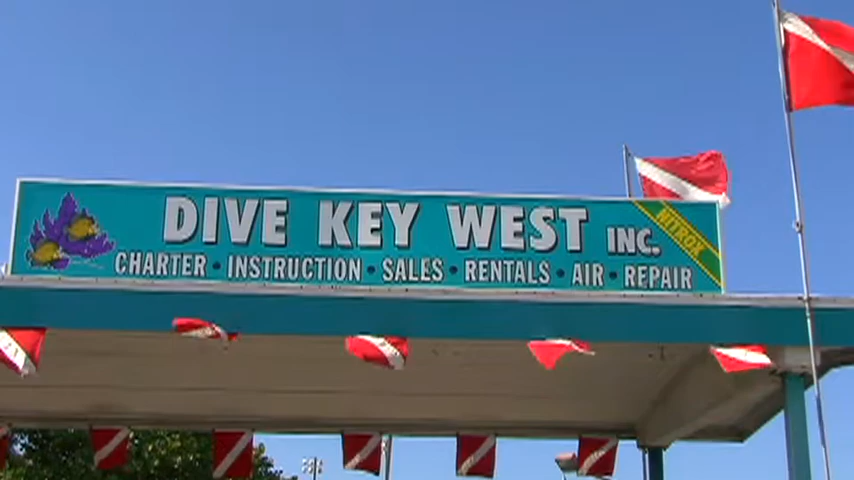 DIVE KEY WEST INC.
NITROX
CHARTER · INSTRUCTION · SALES · RENTALS · AIR · REPAIR